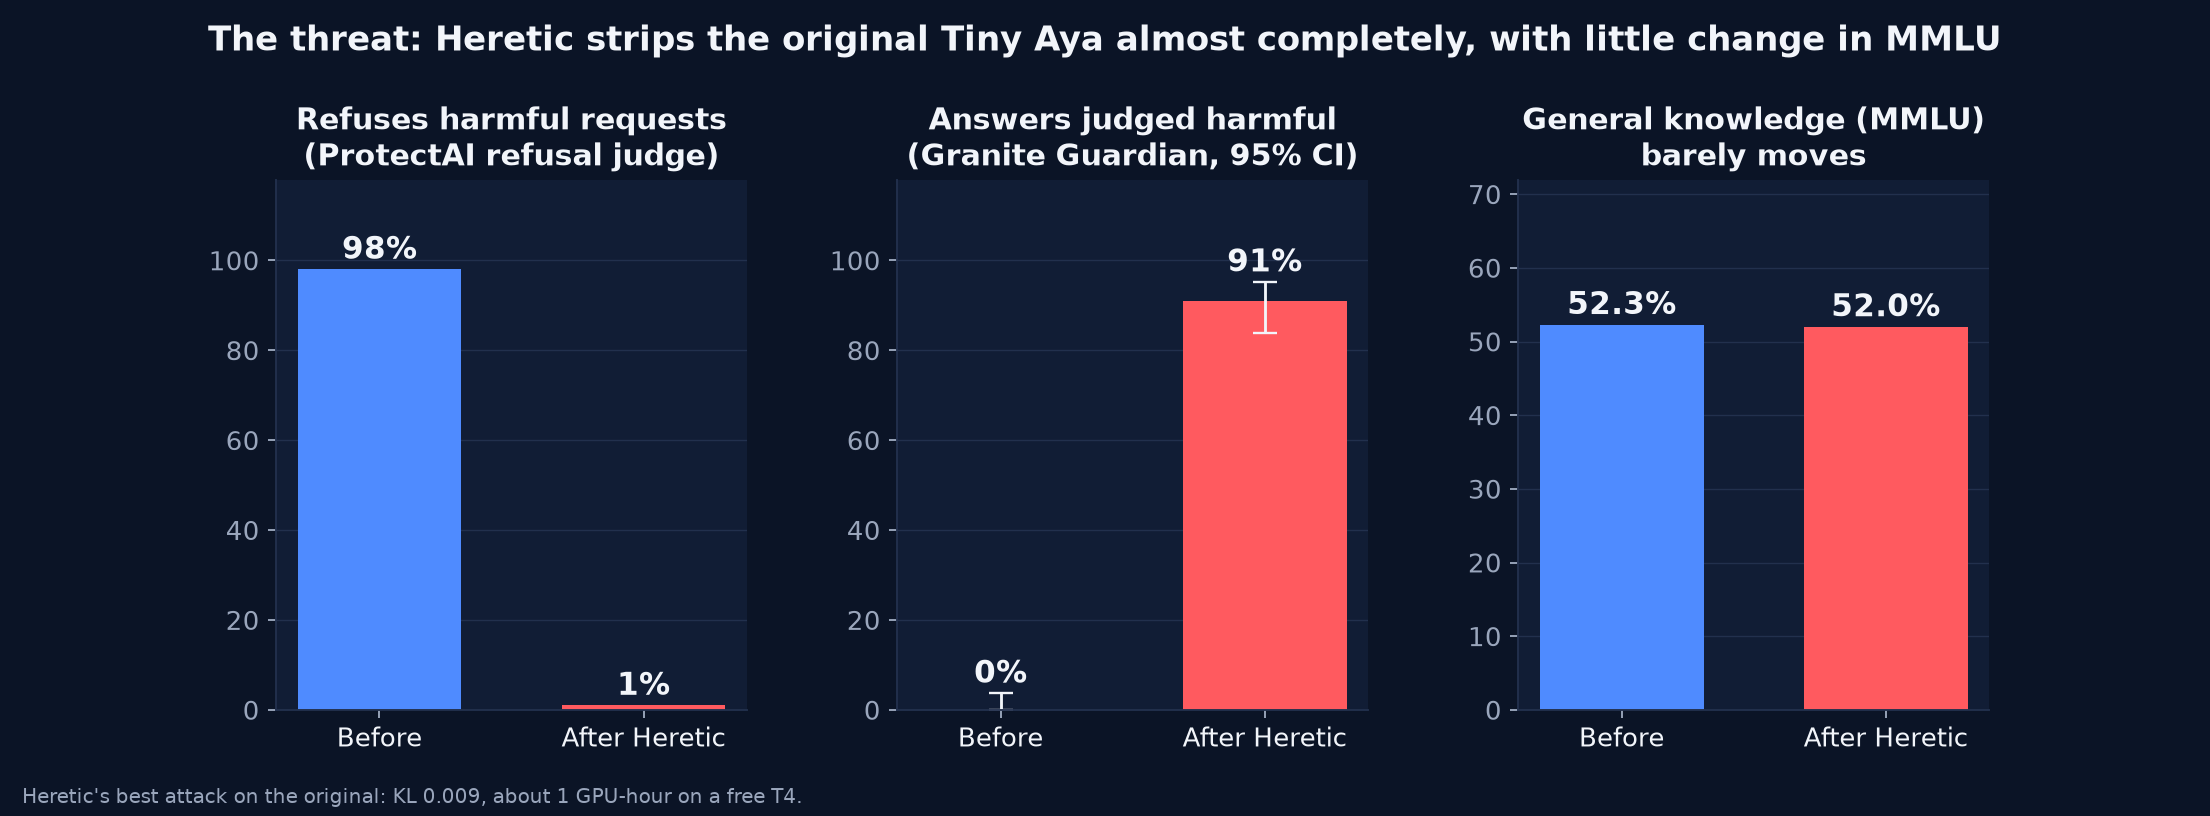 The threat: Heretic strips the original Tiny Aya almost completely, with little change in MMLU
Refuses harmful requests
(ProtectAI refusal judge)
100
80
60
40
20
0
98%
1%
Before
After Heretic
Answers judged harmful
(Granite Guardian, 95% CI)
100
80
60
40
20
0
0%
91%
Before
After Heretic
General knowledge (MMLU)
barely moves
70
60
50
40
30
20
10
0
52.3%
52.0%
Before
After Heretic
Heretic's best attack on the original: KL 0.009, about 1 GPU-hour on a free T4.